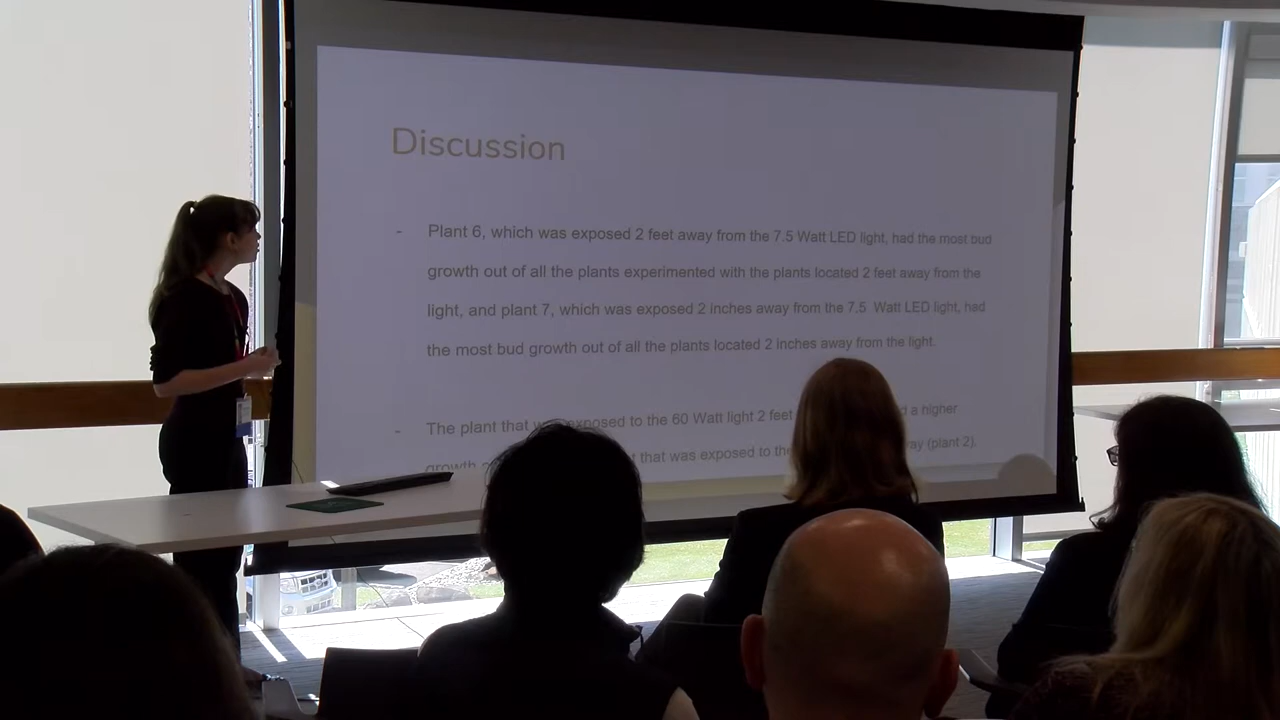 Discussion
- Plant 6, which was exposed 2 feet away from the 7.5 Watt LED light, had the most bud
growth out of all the plants experimented with the plants located 2 feet away from the
light, and plant 7, which was exposed 2 inches away from the 7.5 Watt LED light, had
the most bud growth out of all the plants located 2 inches away from the light.
- The plant that was exposed to the 60 Watt light 2 feet a higher
growth that was exposed to the (plant 2).